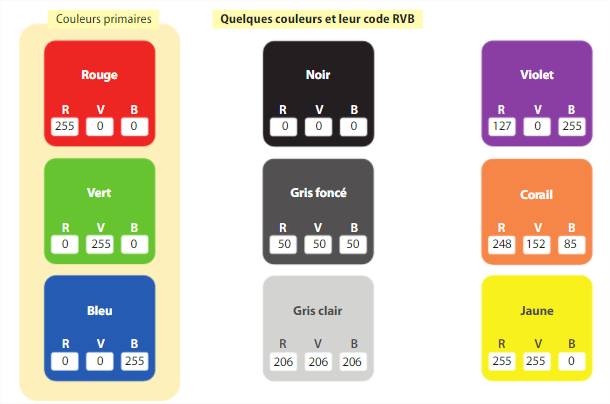 Couleurs primaires
Quelques couleurs et leur code RVB
Rouge
R V B
255 0 0
Noir
R V B
0 0 0
Violet
R V B
127 0 255
Vert
R V B
0 255 0
Gris foncé
R V B
50 50 50
Corail
R V B
248 152 85
Bleu
R V B
0 0 255
Gris clair
R V B
206 206 206
Jaune
R V B
255 255 0